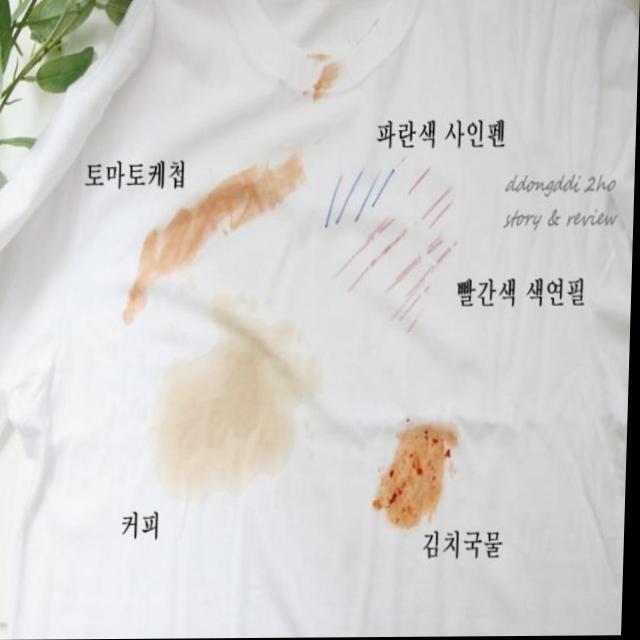 파란색 사인펜
토마토케첩
ddongddi 2ho
story & review
빨간색 색연필
커피
김치국물